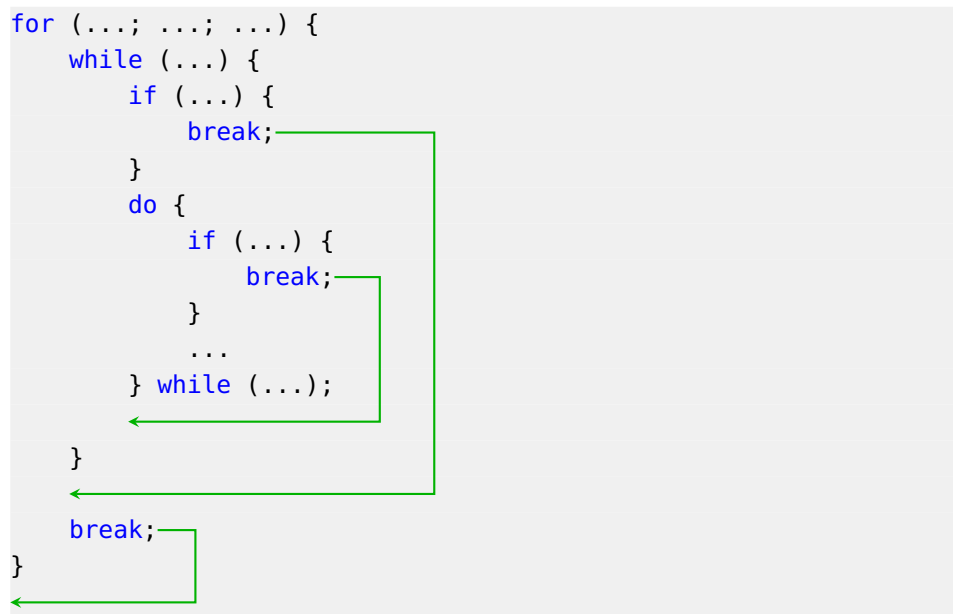 for (...; ...; ...) {
    while (...) {
        if (...) {
            break;
        }
        do {
            if (...) {
                break;
            }
            ...
        } while (...);
    }
    break;
}